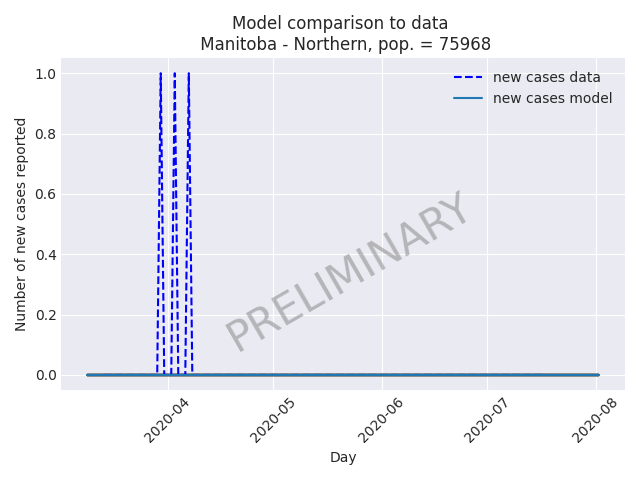 Model comparison to data
Manitoba - Northern, pop. = 75968
new cases data
new cases model
Number of new cases reported
1.0
0.8
0.6
0.4
0.2
0.0
PRELIMINARY
2020-04
2020-05
2020-06
2020-07
2020-08
Day